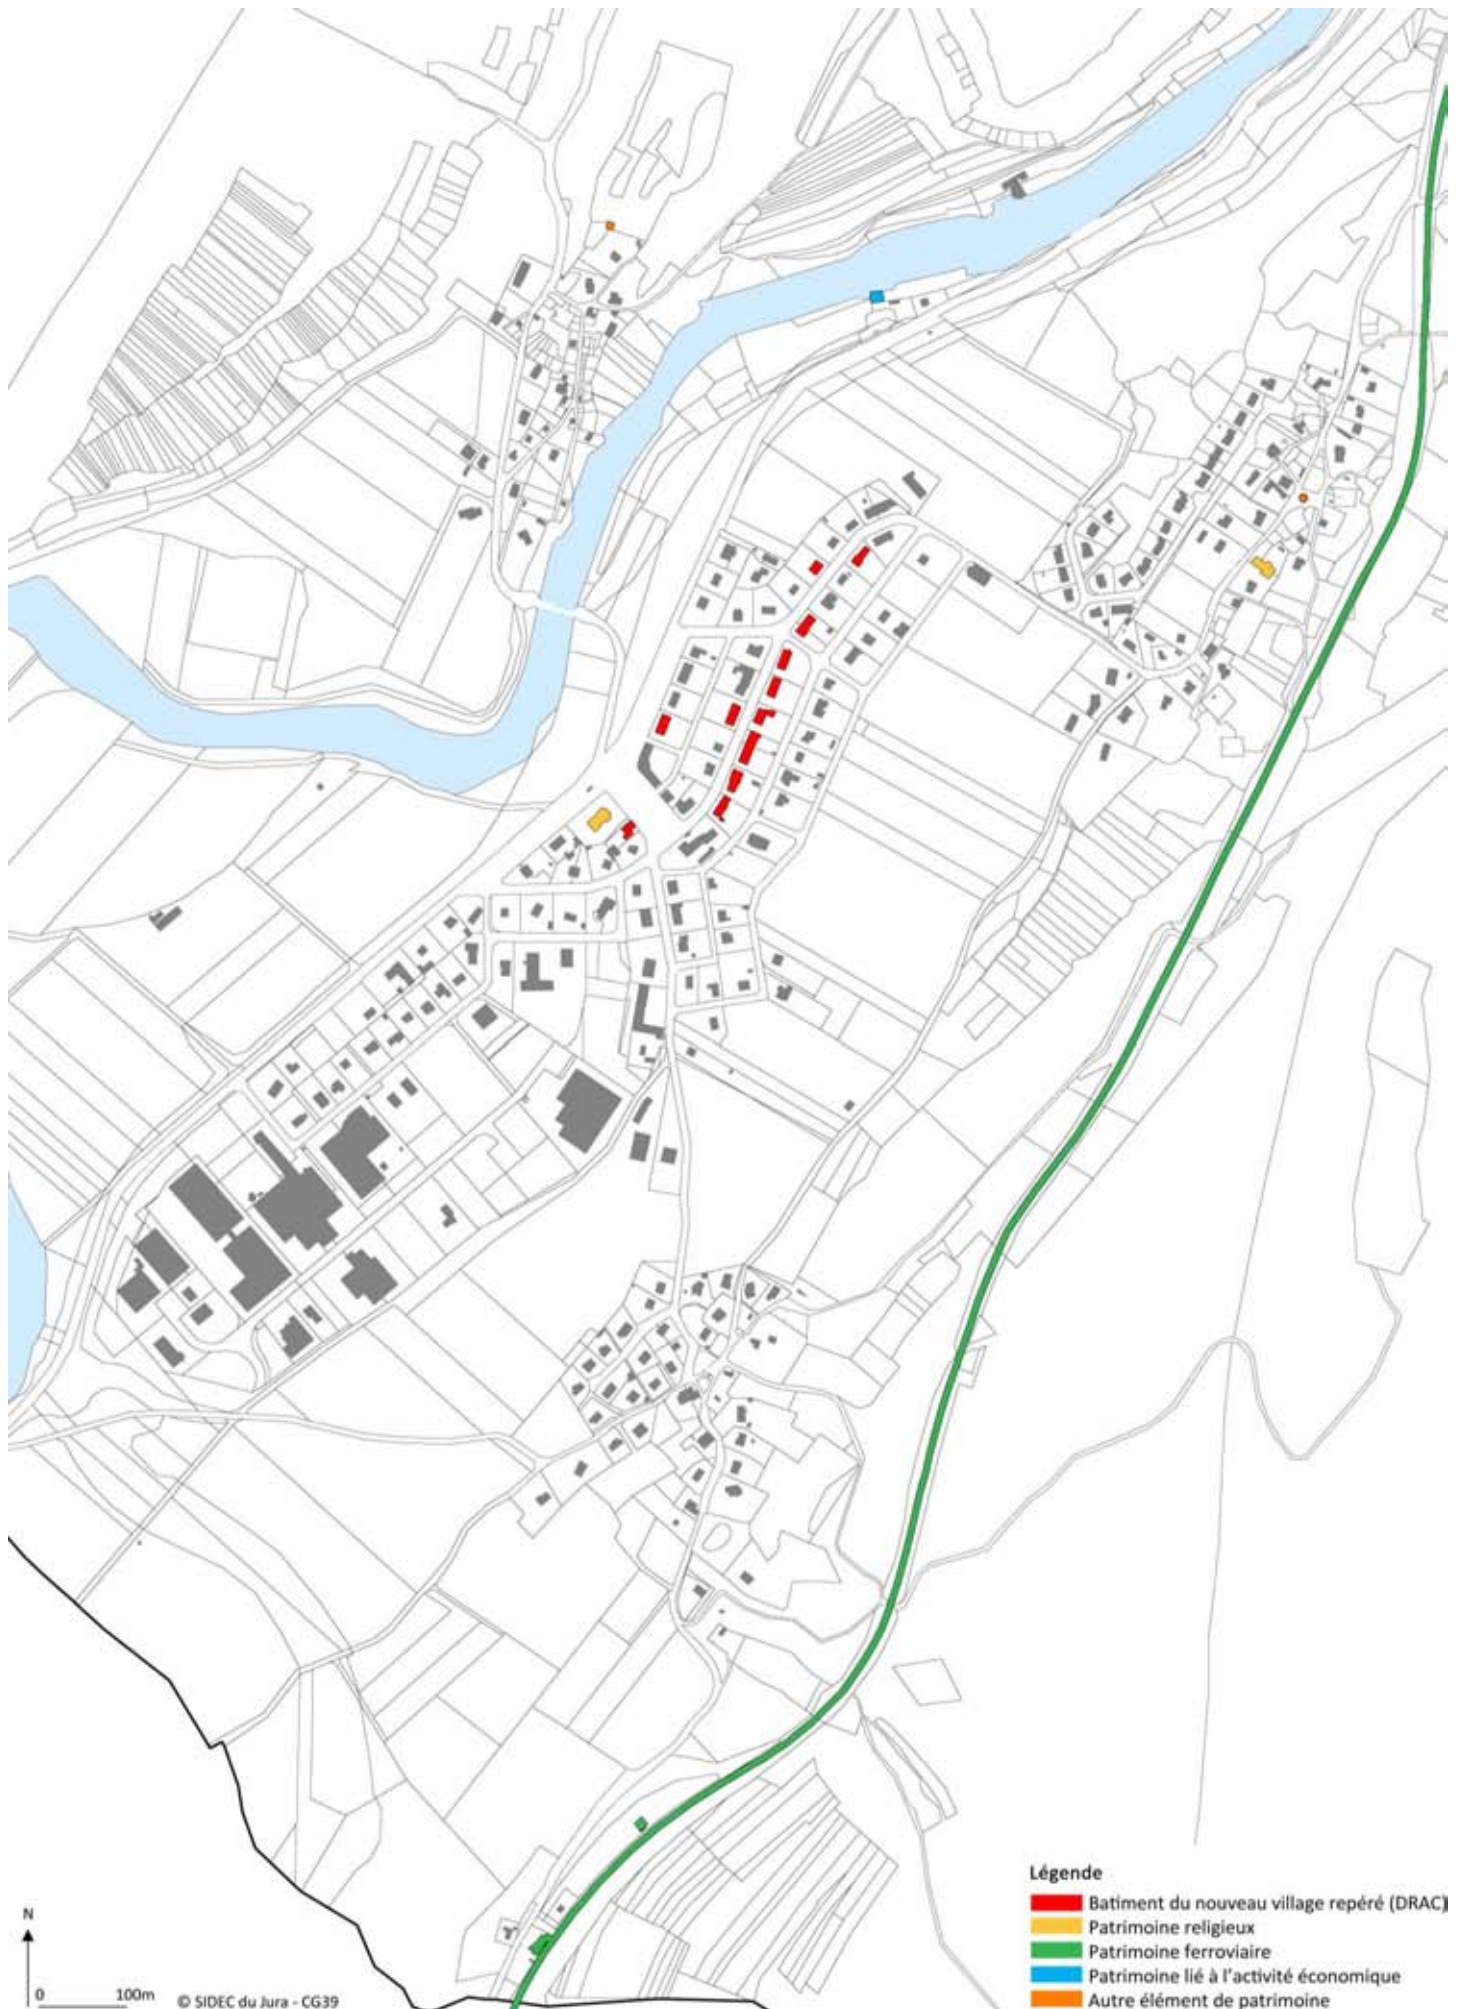 Légende
Batiment du nouveau village repéré (DRAC)
Patrimoine religieux
Patrimoine ferroviaire
Patrimoine lié à l'activité économique
Autre élément de patrimoine
N
0 100m © SIDEC du Jura - CG39